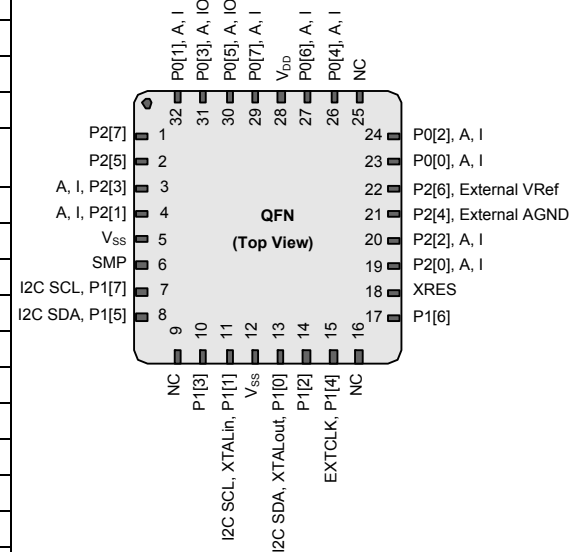 P0[1], A, I
P0[3], A, IO
P0[5], A, IO
P0[7], A, I
VDD
P0[6], A, I
P0[4], A, I
NC
32
31
30
29
28
27
26
25
P2[7] 1
P2[5] 2
A, I, P2[3] 3
A, I, P2[1] 4
VSS 5
SMP 6
I2C SCL, P1[7] 7
I2C SDA, P1[5] 8
QFN
(Top View)
24 P0[2], A, I
23 P0[0], A, I
22 P2[6], External VRef
21 P2[4], External AGND
20 P2[2], A, I
19 P2[0], A, I
18 XRES
17 P1[6]
9
10
11
12
13
14
15
16
NC
P1[3]
I2C SCL, XTALin, P1[1]
VSS
I2C SDA, XTALout, P1[0]
P1[2]
EXTCLK, P1[4]
NC